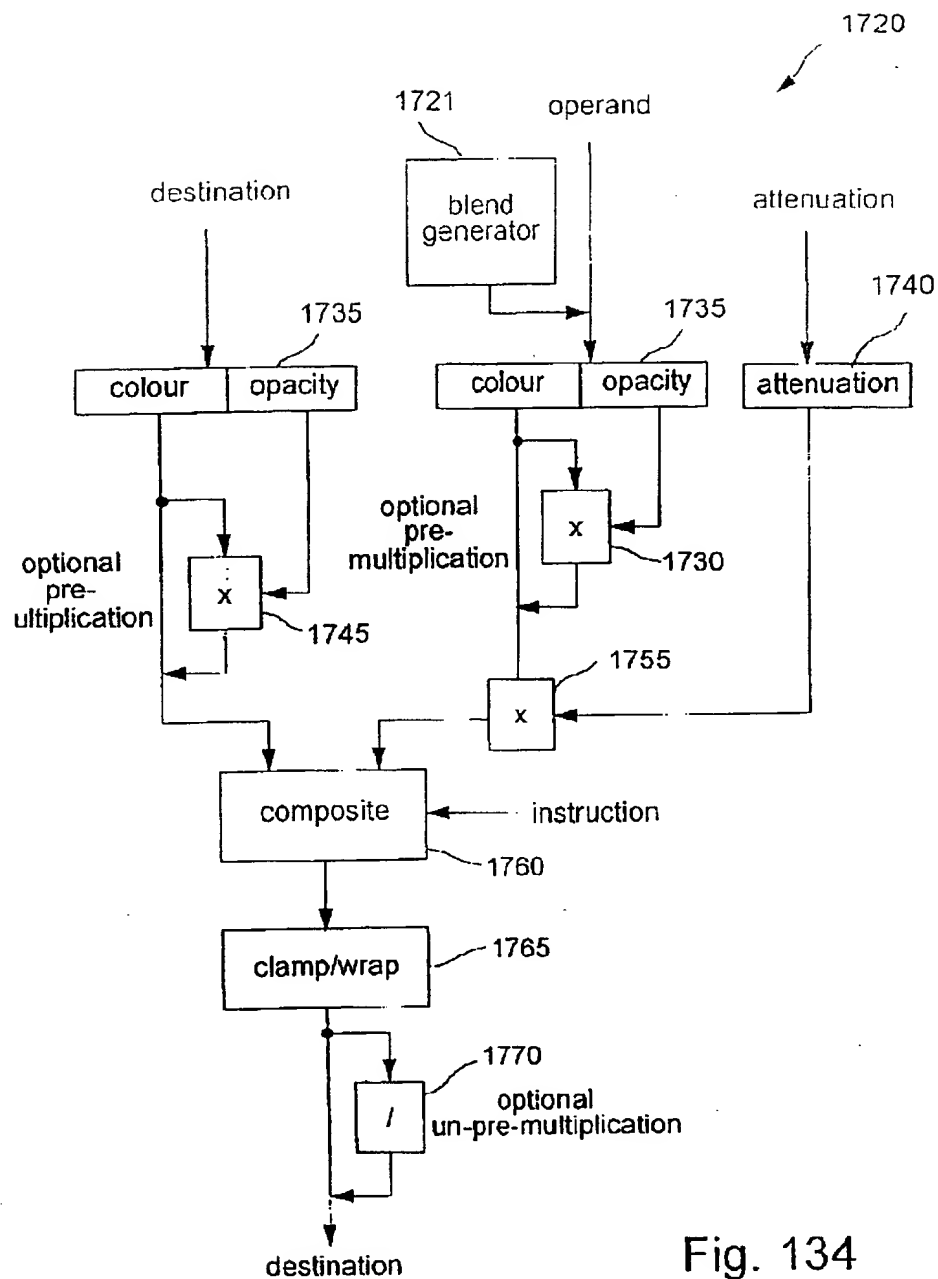 1720
1721
operand
destination
blend
generator
attenuation
1735
1735
1740
colour
opacity
colour
opacity
attenuation
optional
pre-
multiplication
x
1730
optional
pre-
ultiplication
x
1745
1755
x
composite
instruction
1760
clamp/wrap
1765
1770
/
optional
un-pre-multiplication
destination
Fig. 134